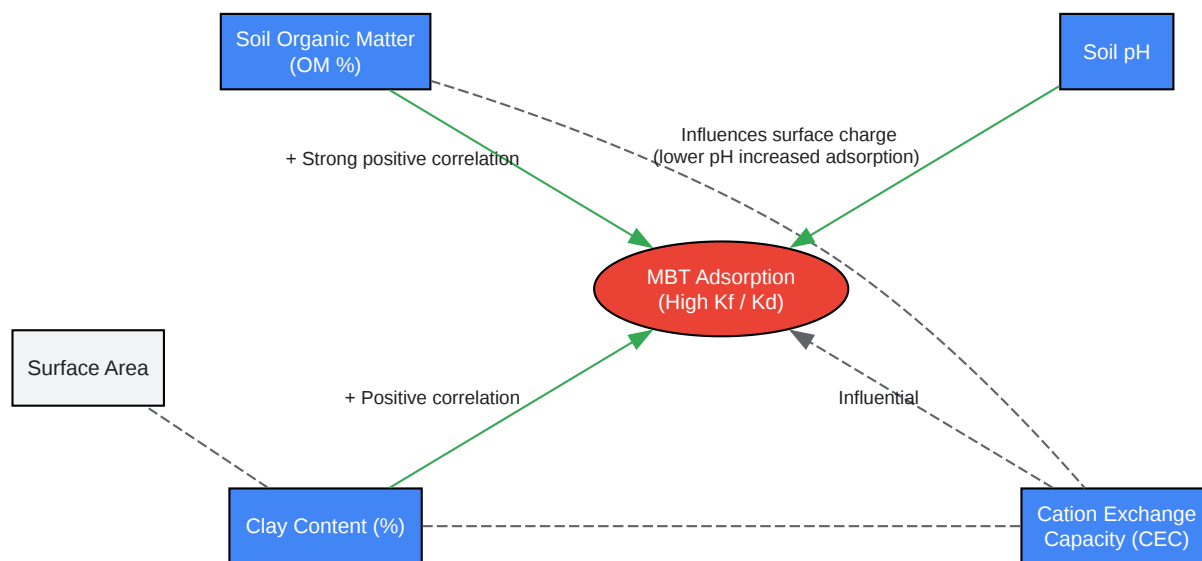 Soil Organic Matter
(OM %)
Soil pH
Influences surface charge
(lower pH increased adsorption)
+ Strong positive correlation
MBT Adsorption
(High Kf / Kd)
Surface Area
+ Positive correlation
Influential
Clay Content (%)
Cation Exchange
Capacity (CEC)